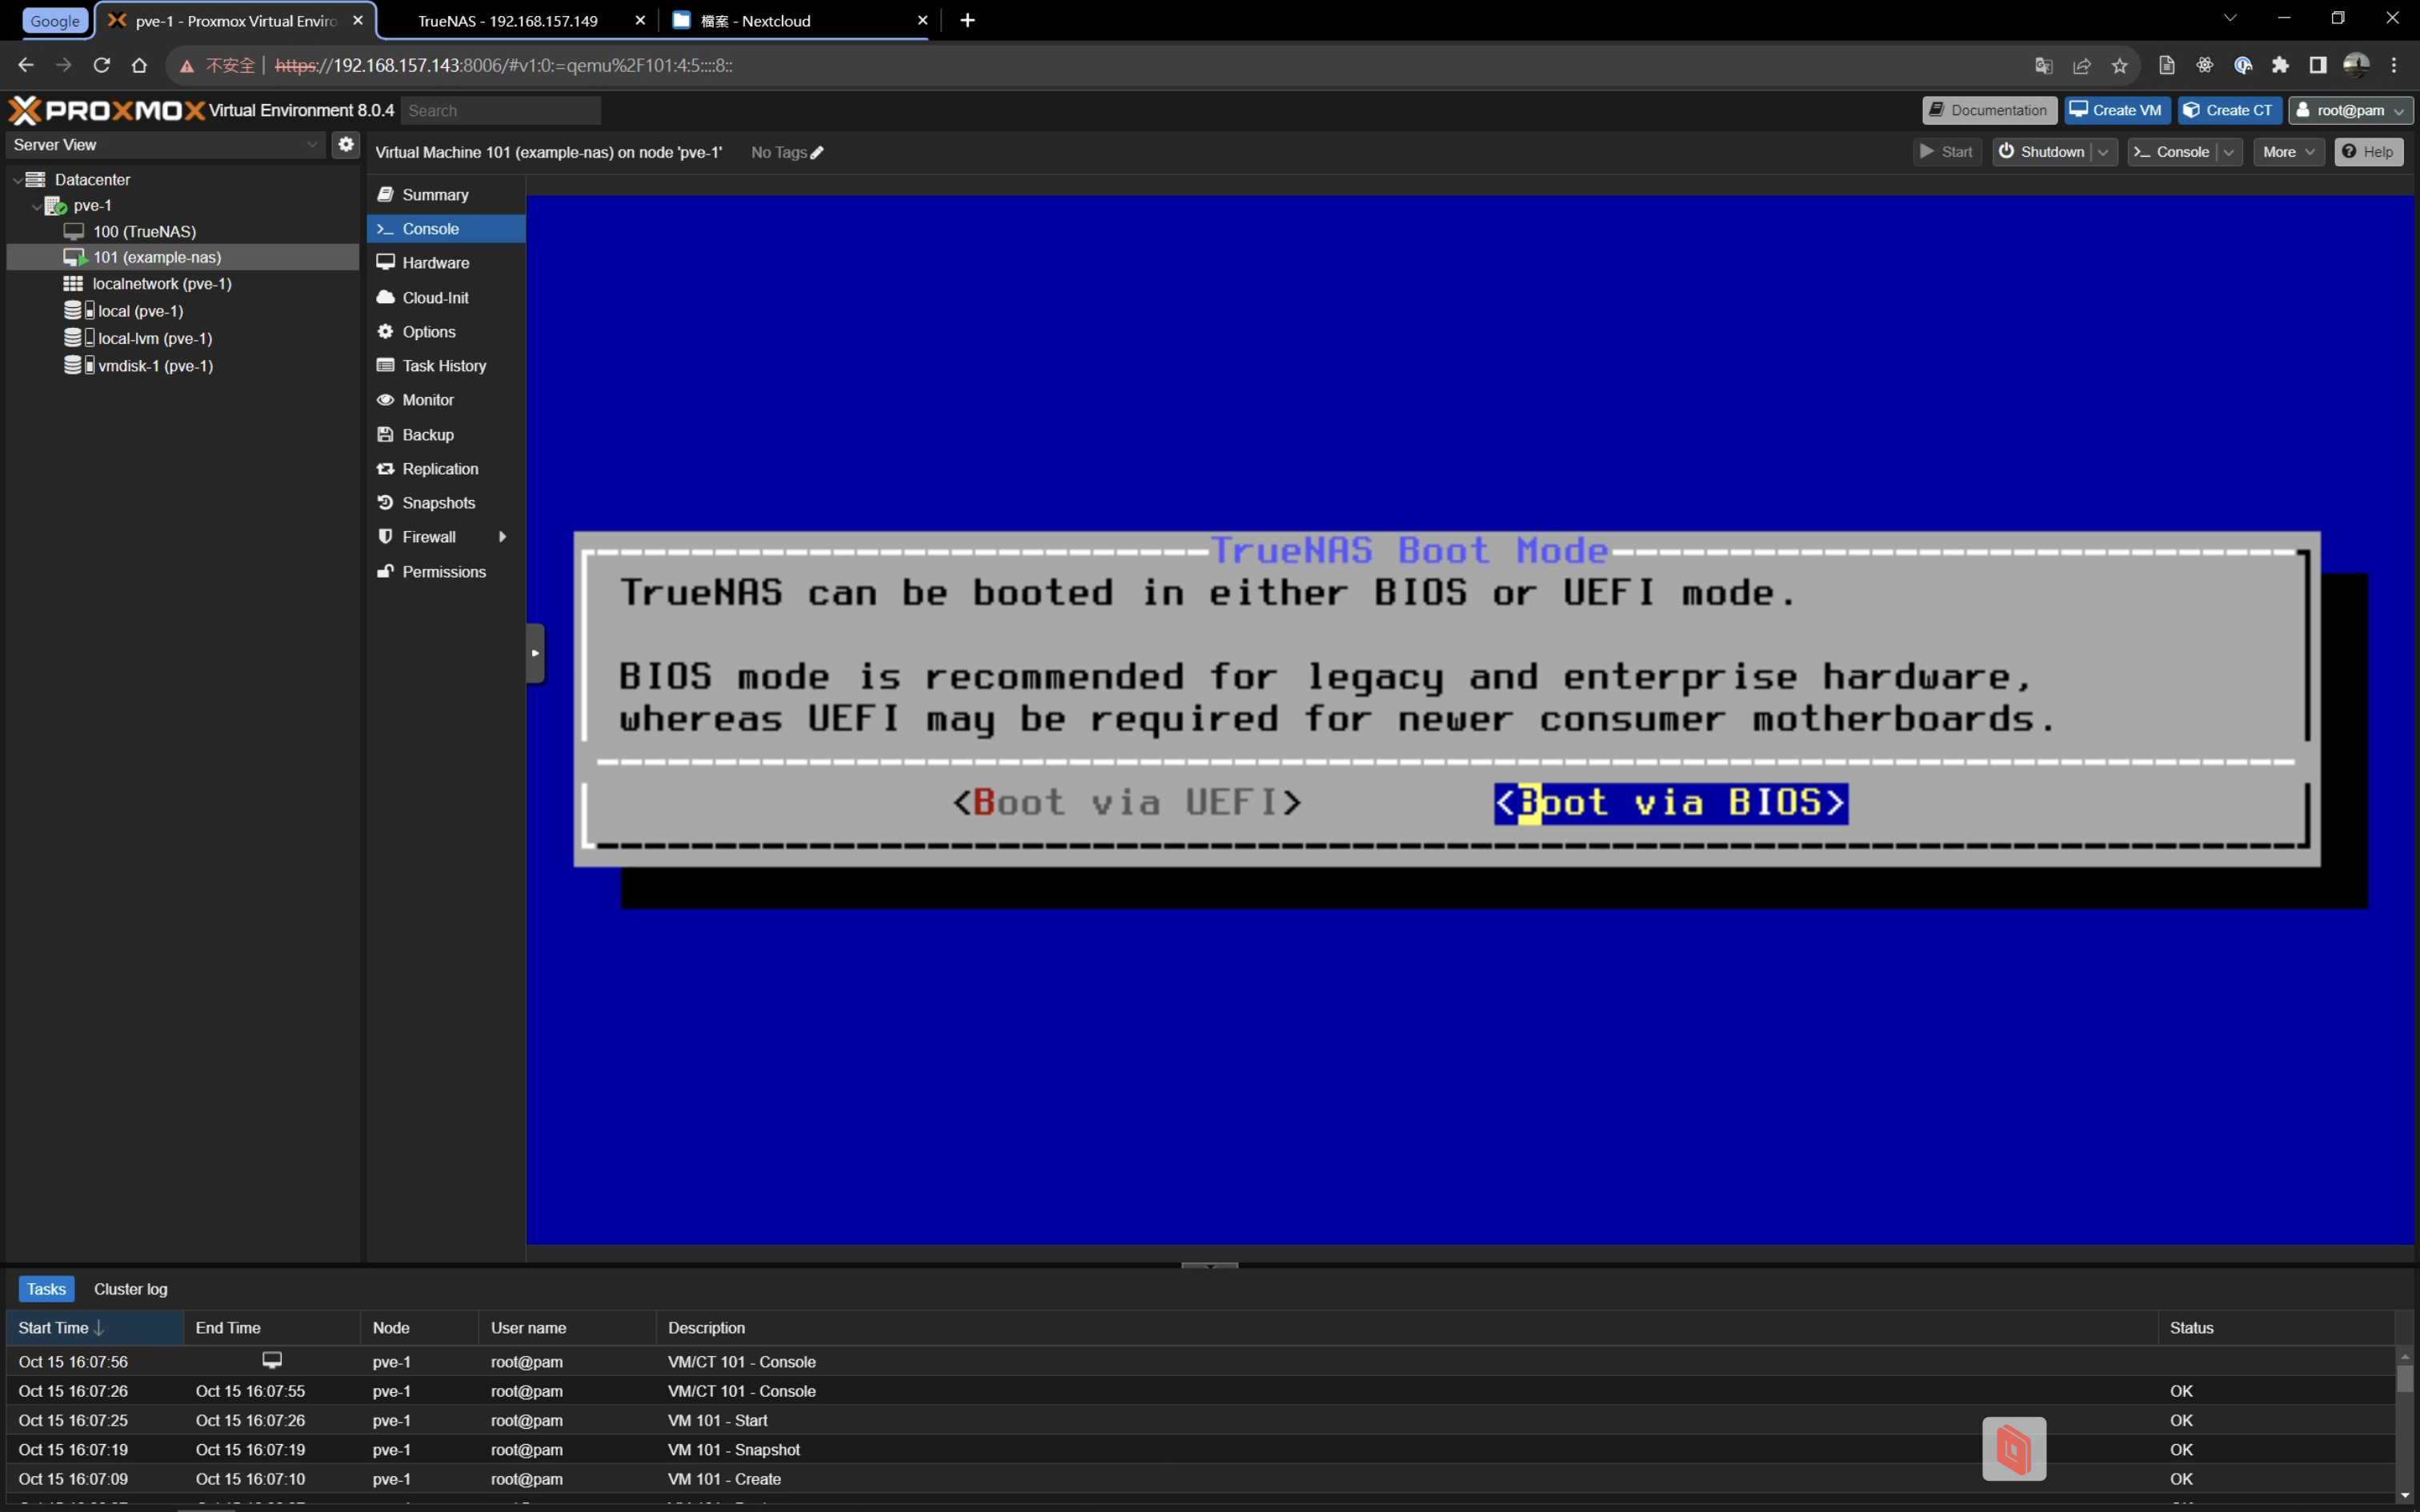 Google
pve-1 - Proxmox Virtual Enviro
TrueNAS - 192.168.157.149
檔案 - Nextcloud
不安全 | https://192.168.157.143:8006/#v1:0:=qemu%2F101:4:5::::8::
PROXMOX Virtual Environment 8.0.4 Search
Documentation Create VM Create CT root@pam
Server View
Virtual Machine 101 (example-nas) on node 'pve-1' No Tags
Start Shutdown Console More Help
Datacenter
pve-1
100 (TrueNAS)
101 (example-nas)
localnetwork (pve-1)
local (pve-1)
local-lvm (pve-1)
vmdisk-1 (pve-1)
Summary
Console
Hardware
Cloud-Init
Options
Task History
Monitor
Backup
Replication
Snapshots
Firewall
Permissions
TrueNAS Boot Mode
TrueNAS can be booted in either BIOS or UEFI mode.
BIOS mode is recommended for legacy and enterprise hardware,
whereas UEFI may be required for newer consumer motherboards.
<Boot via UEFI> <Boot via BIOS>
Tasks Cluster log
Start Time End Time Node User name Description Status
Oct 15 16:07:56 pve-1 root@pam VM/CT 101 - Console
Oct 15 16:07:26 Oct 15 16:07:55 pve-1 root@pam VM/CT 101 - Console OK
Oct 15 16:07:25 Oct 15 16:07:26 pve-1 root@pam VM 101 - Start OK
Oct 15 16:07:19 Oct 15 16:07:19 pve-1 root@pam VM 101 - Snapshot OK
Oct 15 16:07:09 Oct 15 16:07:10 pve-1 root@pam VM 101 - Create OK